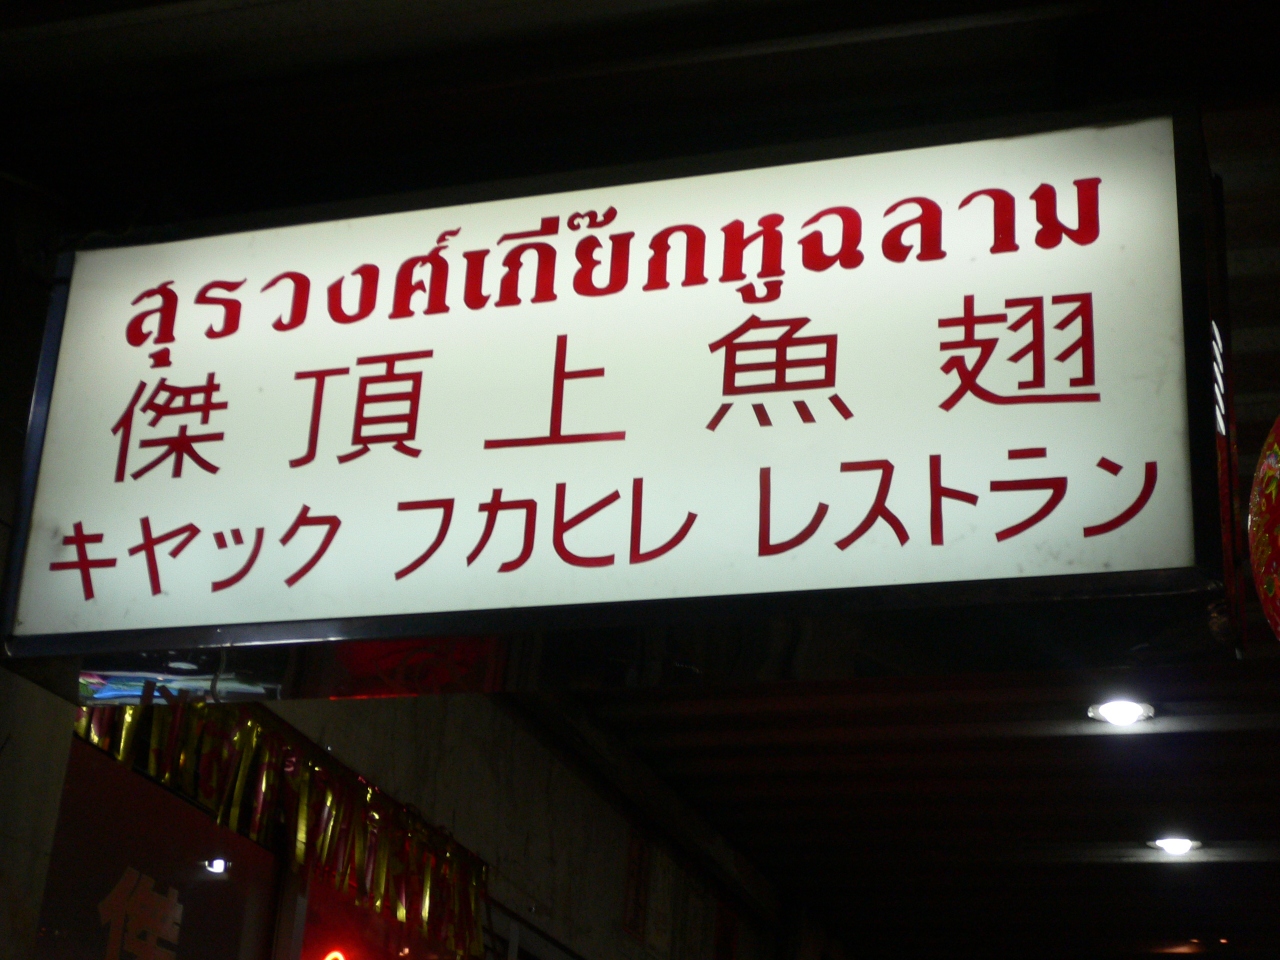 สุรวงศ์เกี๊ยกหูฉลาม
傑 頂 上 魚 翅
キヤック フカヒレ レストラン
傑